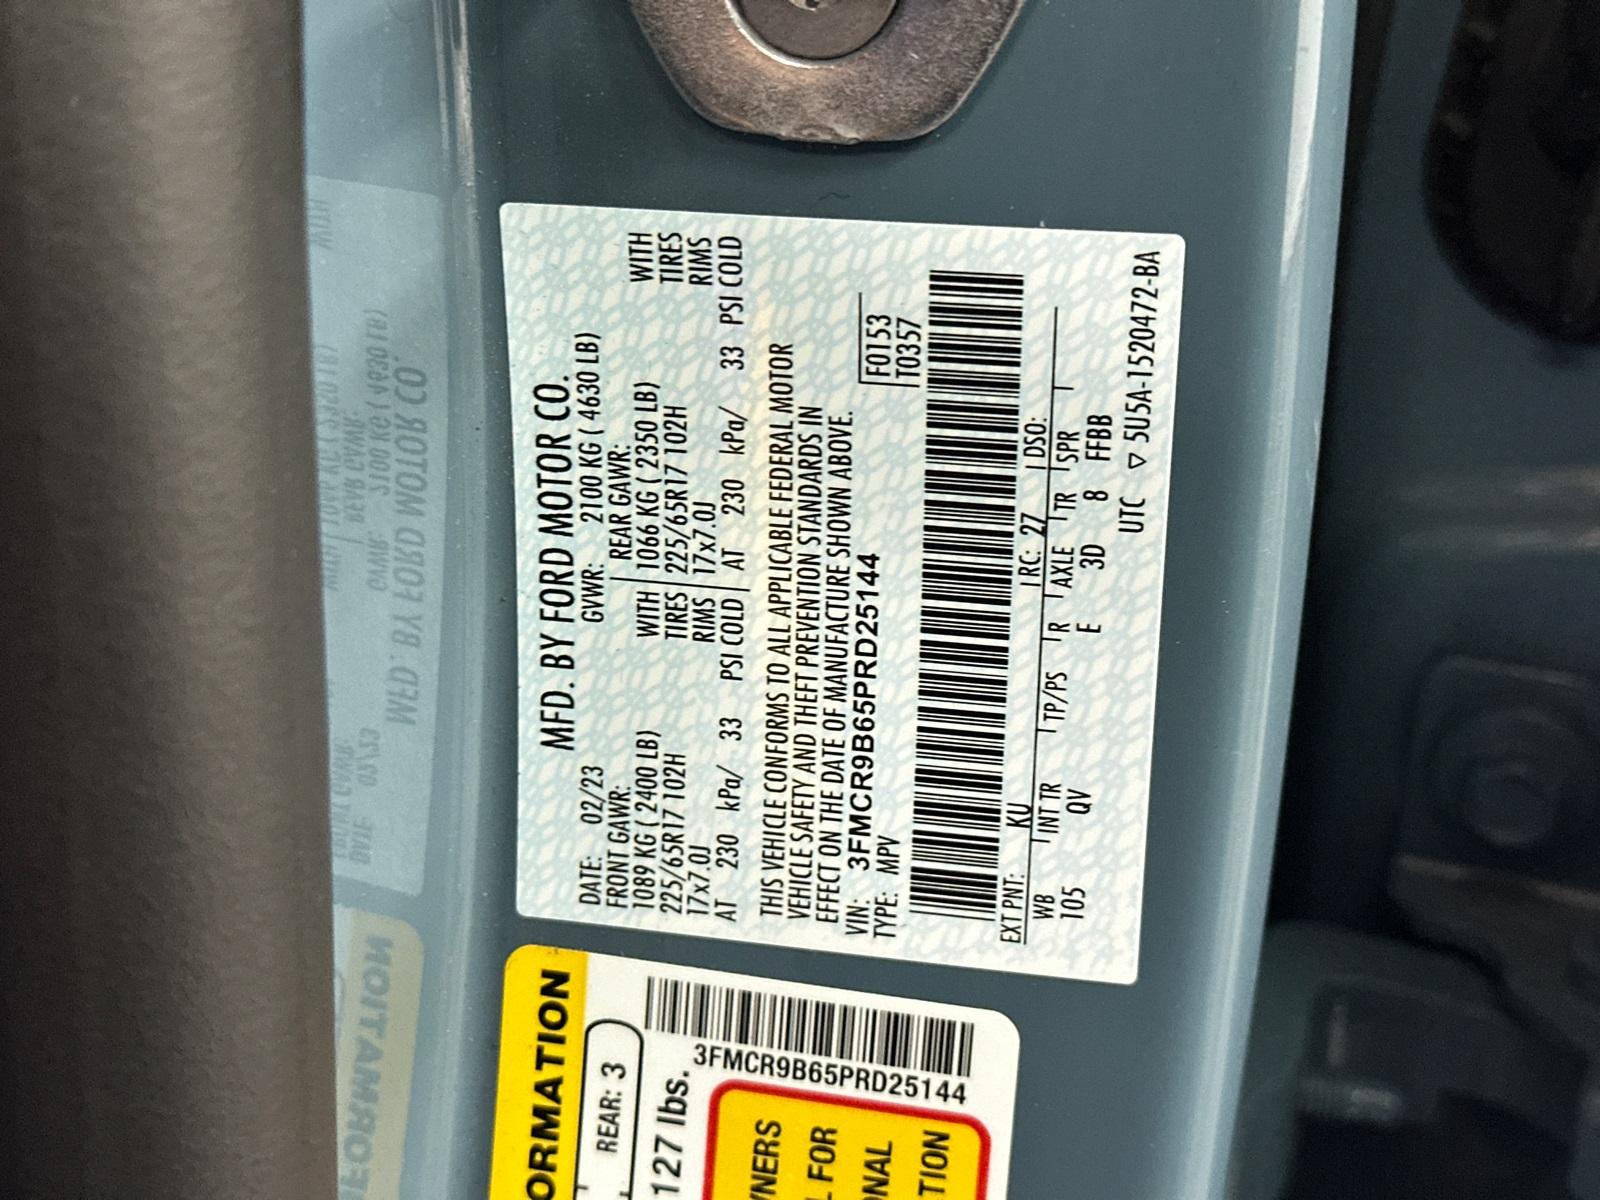 MFD. BY FORD MOTOR CO.
DATE: 02/23 GVWR: 2100 KG ( 4630 LB)
FRONT GAWR: REAR GAWR:
1089 KG ( 2400 LB) WITH 1066 KG ( 2350 LB) WITH
225/65R17 102H TIRES 225/65R17 102H TIRES
17x7.0J RIMS 17x7.0J RIMS
AT 230 kPa/ 33 PSI COLD AT 230 kPa/ 33 PSI COLD
THIS VEHICLE CONFORMS TO ALL APPLICABLE FEDERAL MOTOR
VEHICLE SAFETY AND THEFT PREVENTION STANDARDS IN
EFFECT ON THE DATE OF MANUFACTURE SHOWN ABOVE.
VIN: 3FMCR9B65PRD25144
TYPE: MPV
F0153
T0357
EXT PNT: KU RC: 27 DSO:
WB INT TR TP/PS R AXLE TR SPR
105 QV E 3D 8 FFBB
UTC ▽ 5U5A-1520472-BA
ORMATION
REAR: 3
127 lbs.
3FMCR9B65PRD25144
NERS
L FOR
ONAL
TION